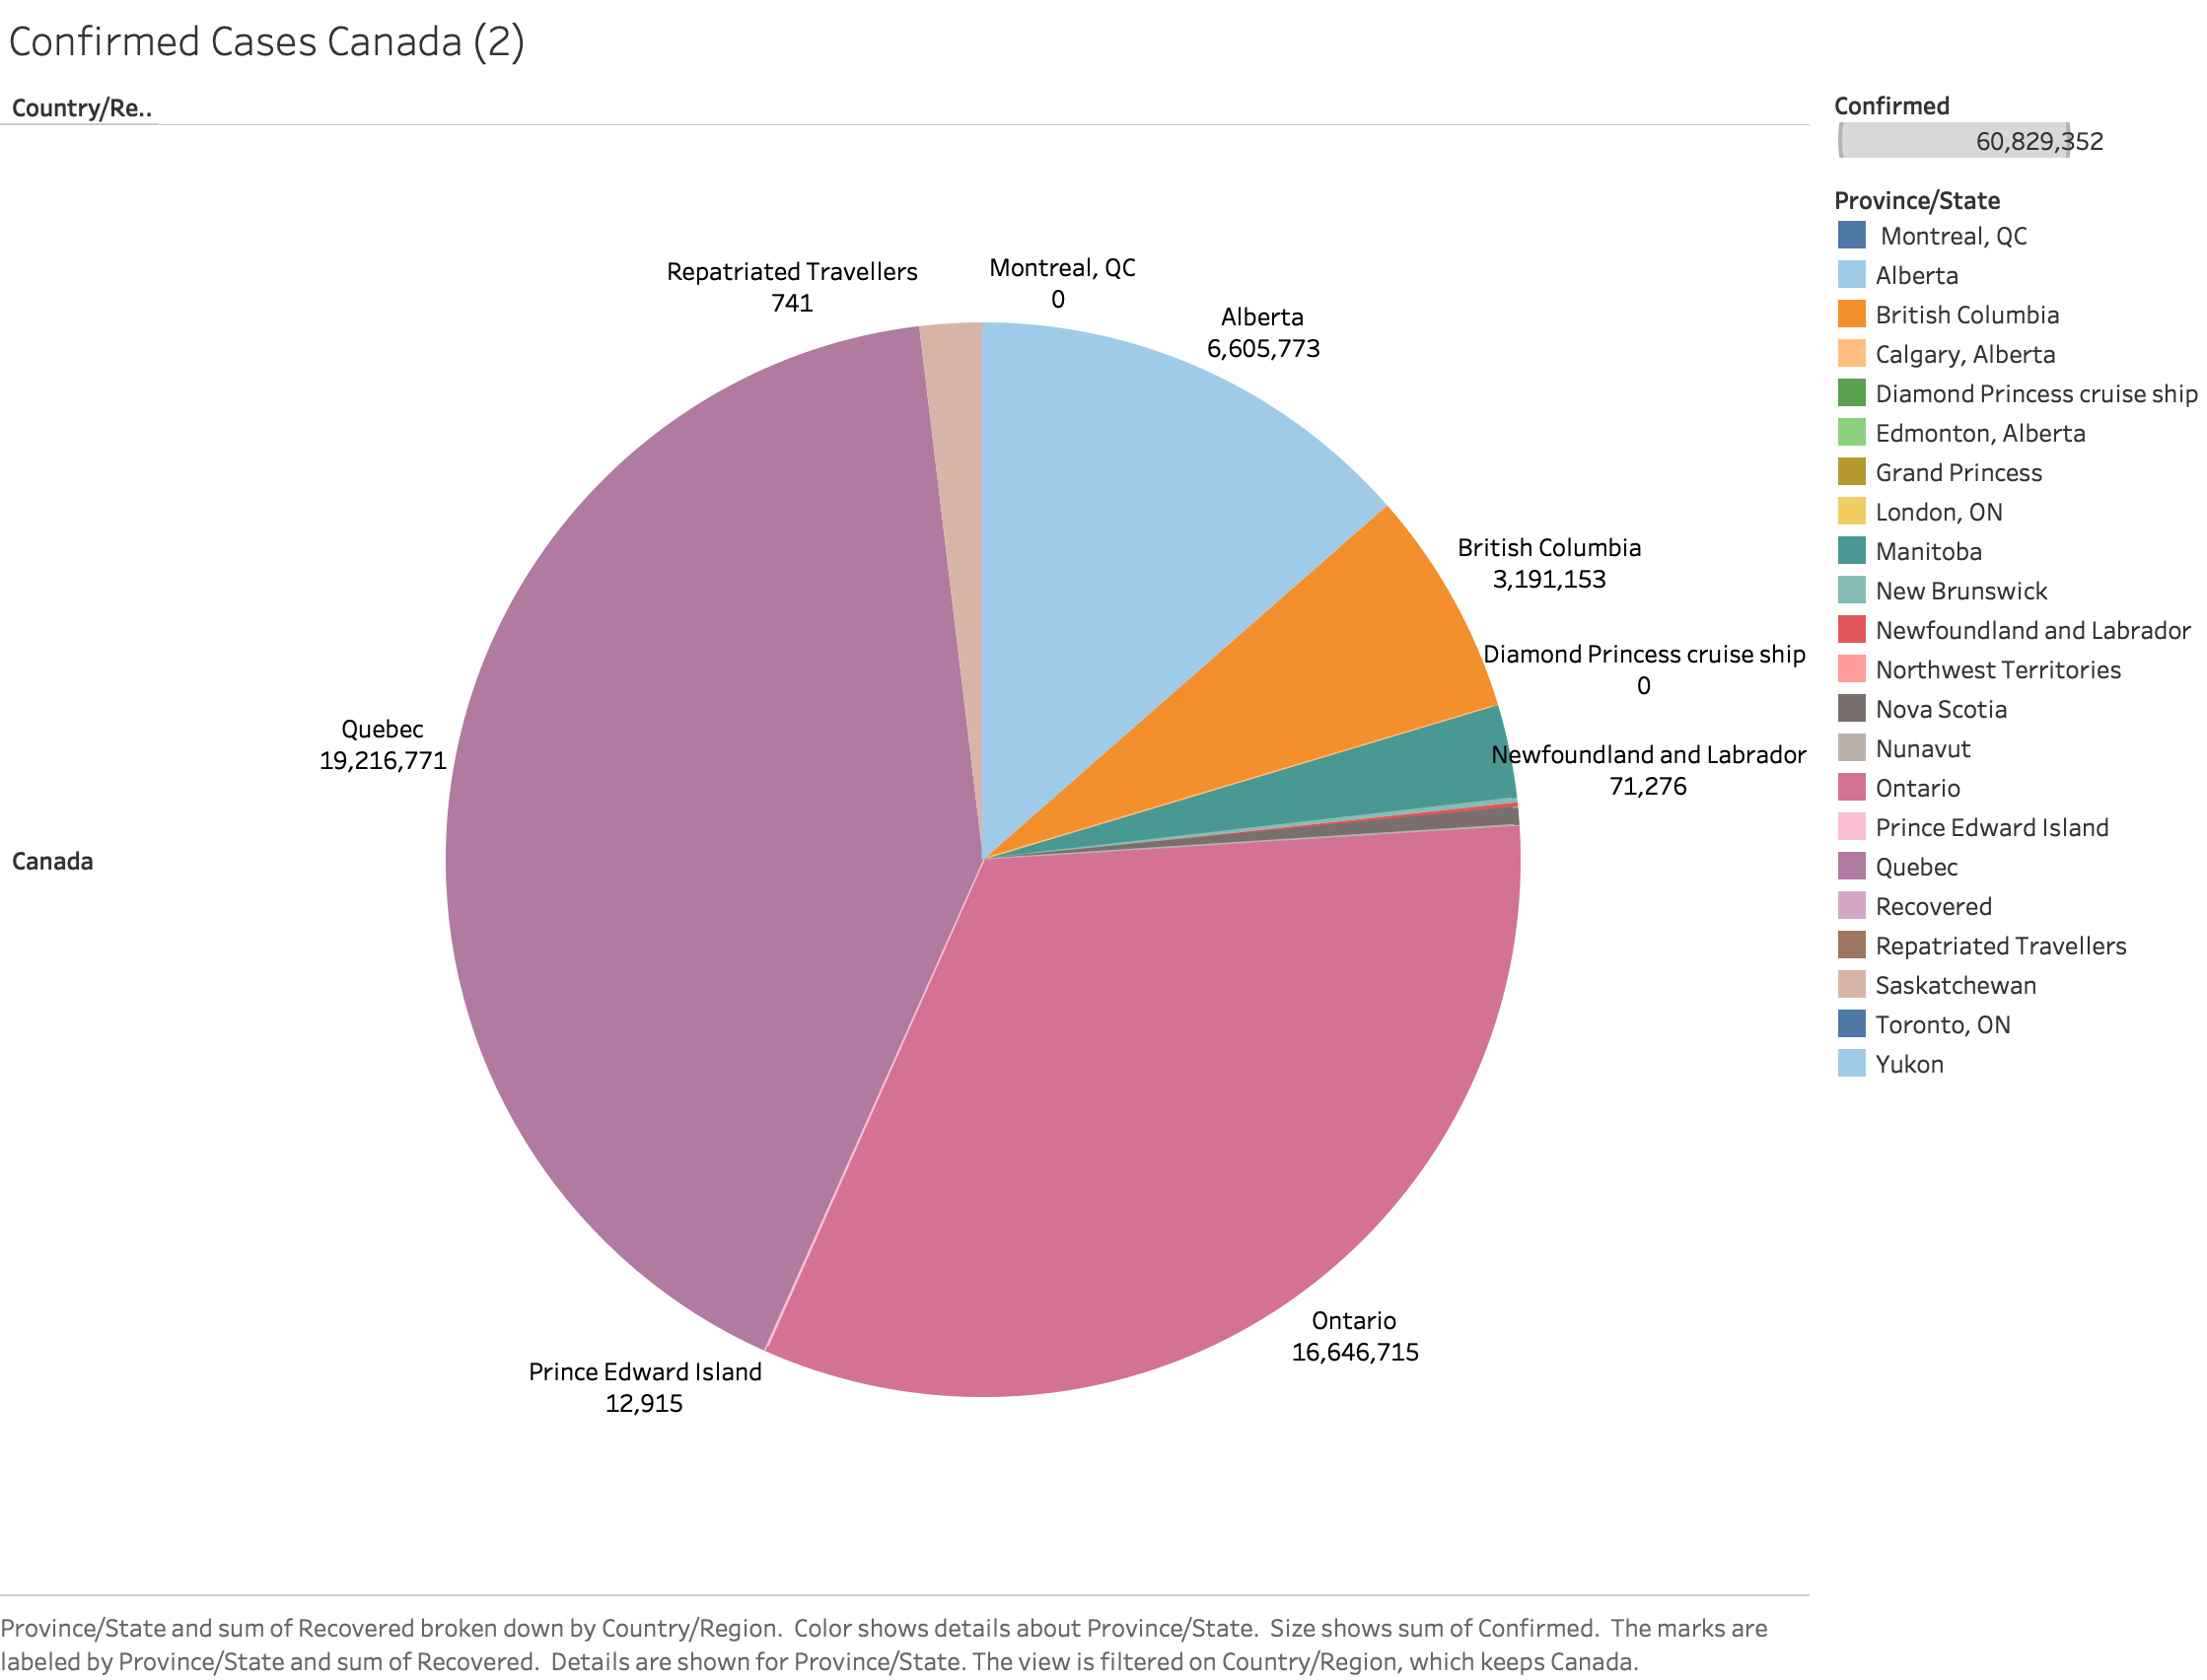 Confirmed Cases Canada (2)
Country/Re..
Canada
Repatriated Travellers
741
Montreal, QC
0
Alberta
6,605,773
British Columbia
3,191,153
Diamond Princess cruise ship
0
Newfoundland and Labrador
71,276
Quebec
19,216,771
Ontario
16,646,715
Prince Edward Island
12,915
Confirmed
60,829,352
Province/State
Montreal, QC
Alberta
British Columbia
Calgary, Alberta
Diamond Princess cruise ship
Edmonton, Alberta
Grand Princess
London, ON
Manitoba
New Brunswick
Newfoundland and Labrador
Northwest Territories
Nova Scotia
Nunavut
Ontario
Prince Edward Island
Quebec
Recovered
Repatriated Travellers
Saskatchewan
Toronto, ON
Yukon
Province/State and sum of Recovered broken down by Country/Region.  Color shows details about Province/State.  Size shows sum of Confirmed.  The marks are
labeled by Province/State and sum of Recovered.  Details are shown for Province/State. The view is filtered on Country/Region, which keeps Canada.